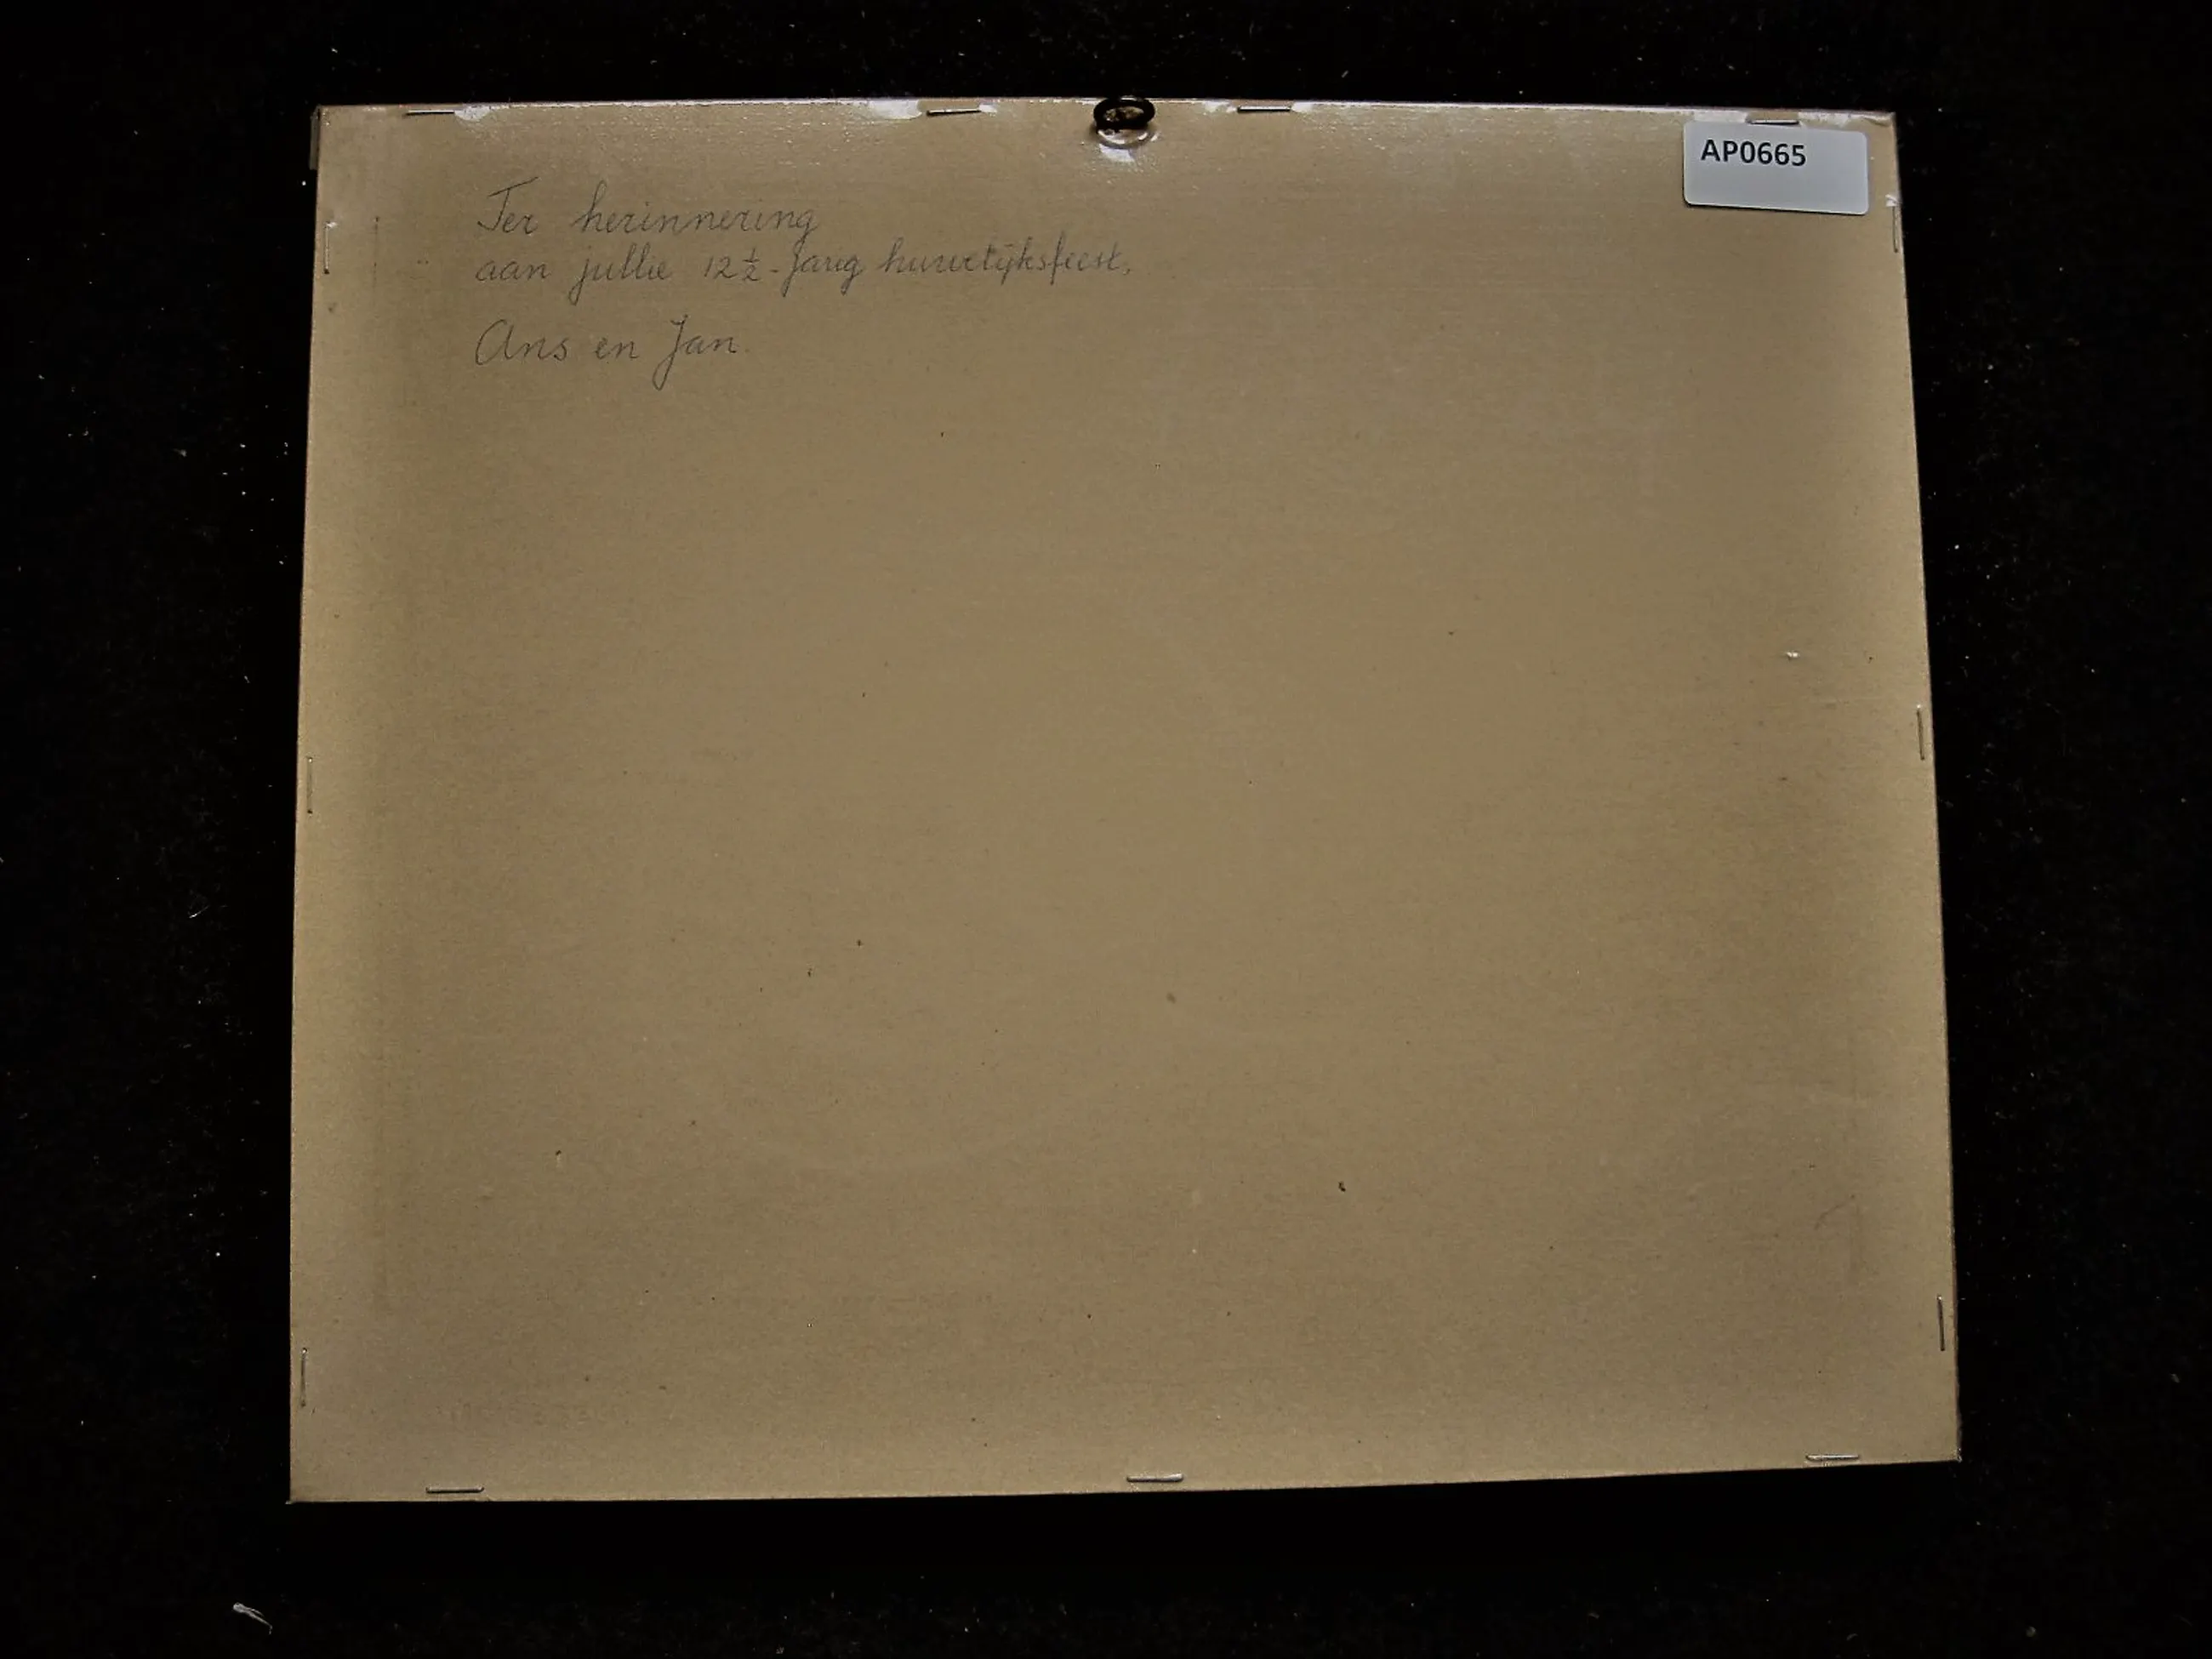 Ter herinnering
aan jullie 12½-jarig huwelijksfeest,
Ans en Jan.
AP0665